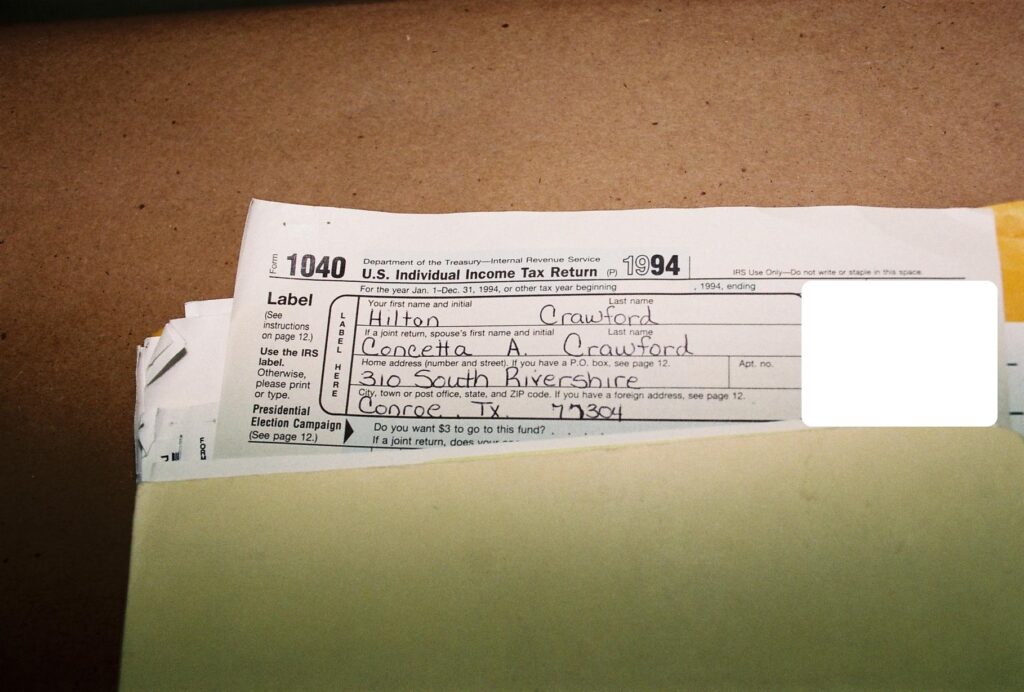 Form 1040 Department of the Treasury—Internal Revenue Service
U.S. Individual Income Tax Return (P) 1994 IRS Use Only—Do not write or staple in this space.
For the year Jan. 1–Dec. 31, 1994, or other tax year beginning , 1994, ending
Label
(See
instructions
on page 12.)
Use the IRS
label.
Otherwise,
please print
or type.
LABEL HERE
Your first name and initial Last name
Hilton Crawford
If a joint return, spouse's first name and initial Last name
Concetta A. Crawford
Home address (number and street). If you have a P.O. box, see page 12. Apt. no.
310 South Rivershire
City, town or post office, state, and ZIP code. If you have a foreign address, see page 12.
Conroe, Tx. 77304
Presidential
Election Campaign
(See page 12.)
Do you want $3 to go to this fund? . . . .
If a joint return, does your